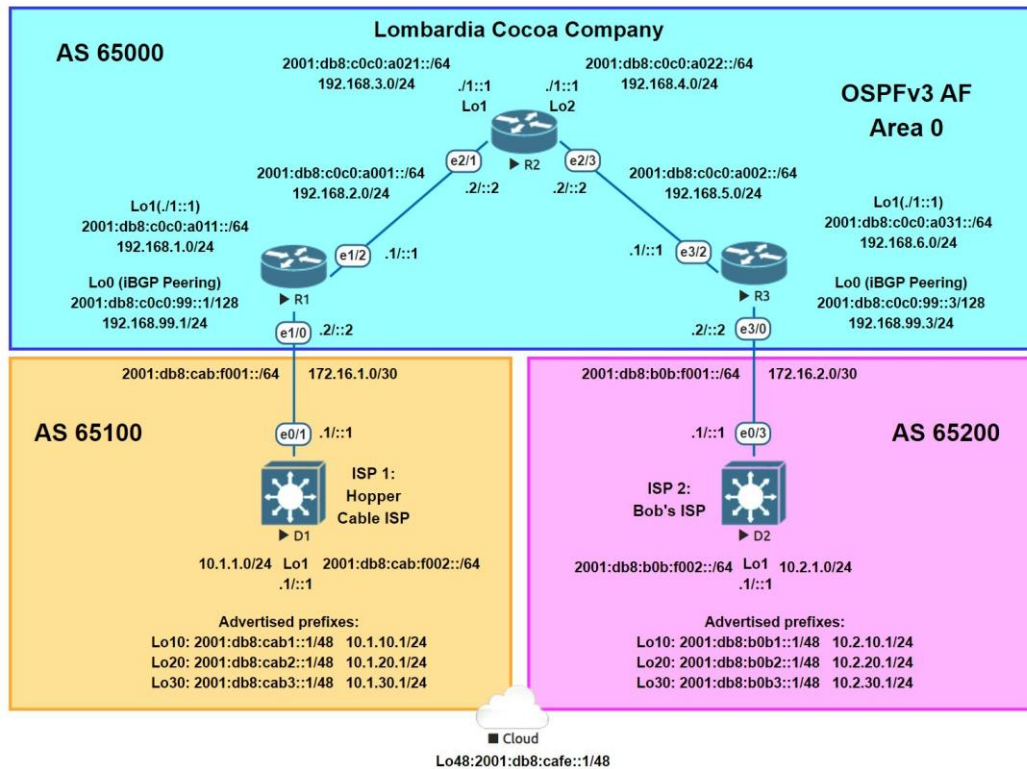 Lombardia Cocoa Company
AS 65000
2001:db8:c0c0:a021::/64
192.168.3.0/24
./1::1
Lo1
2001:db8:c0c0:a022::/64
192.168.4.0/24
./1::1
Lo2
OSPFv3 AF
Area 0
R2
e2/1
e2/3
.2/::2
.2/::2
2001:db8:c0c0:a001::/64
192.168.2.0/24
2001:db8:c0c0:a002::/64
192.168.5.0/24
Lo1(./1::1)
2001:db8:c0c0:a011::/64
192.168.1.0/24
Lo1(./1::1)
2001:db8:c0c0:a031::/64
192.168.6.0/24
e1/2
.1/::1
.1/::1
e3/2
Lo0 (iBGP Peering)
2001:db8:c0c0:99::1/128
192.168.99.1/24
R1
R3
Lo0 (iBGP Peering)
2001:db8:c0c0:99::3/128
192.168.99.3/24
e1/0
.2/::2
.2/::2
e3/0
2001:db8:cab:f001::/64
172.16.1.0/30
2001:db8:b0b:f001::/64
172.16.2.0/30
AS 65100
e0/1
.1/::1
ISP 1:
Hopper
Cable ISP
D1
10.1.1.0/24
Lo1
2001:db8:cab:f002::/64
.1/::1
Advertised prefixes:
Lo10: 2001:db8:cab1::1/48 10.1.10.1/24
Lo20: 2001:db8:cab2::1/48 10.1.20.1/24
Lo30: 2001:db8:cab3::1/48 10.1.30.1/24
AS 65200
.1/::1
e0/3
ISP 2:
Bob's ISP
D2
2001:db8:b0b:f002::/64
Lo1
10.2.1.0/24
.1/::1
Advertised prefixes:
Lo10: 2001:db8:b0b1::1/48 10.2.10.1/24
Lo20: 2001:db8:b0b2::1/48 10.2.20.1/24
Lo30: 2001:db8:b0b3::1/48 10.2.30.1/24
Cloud
Lo48:2001:db8:cafe::1/48